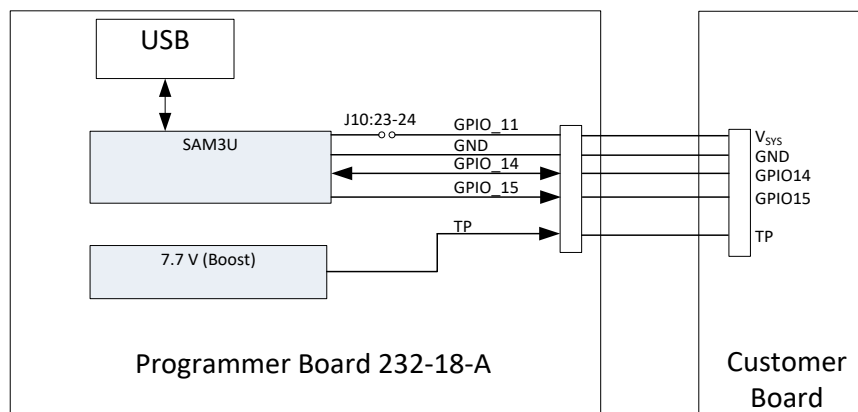 USB
J10:23-24
GPIO_11
SAM3U
GND
GPIO_14
GPIO_15
TP
7.7 V (Boost)
Programmer Board 232-18-A
VSYS
GND
GPIO14
GPIO15
TP
Customer
Board